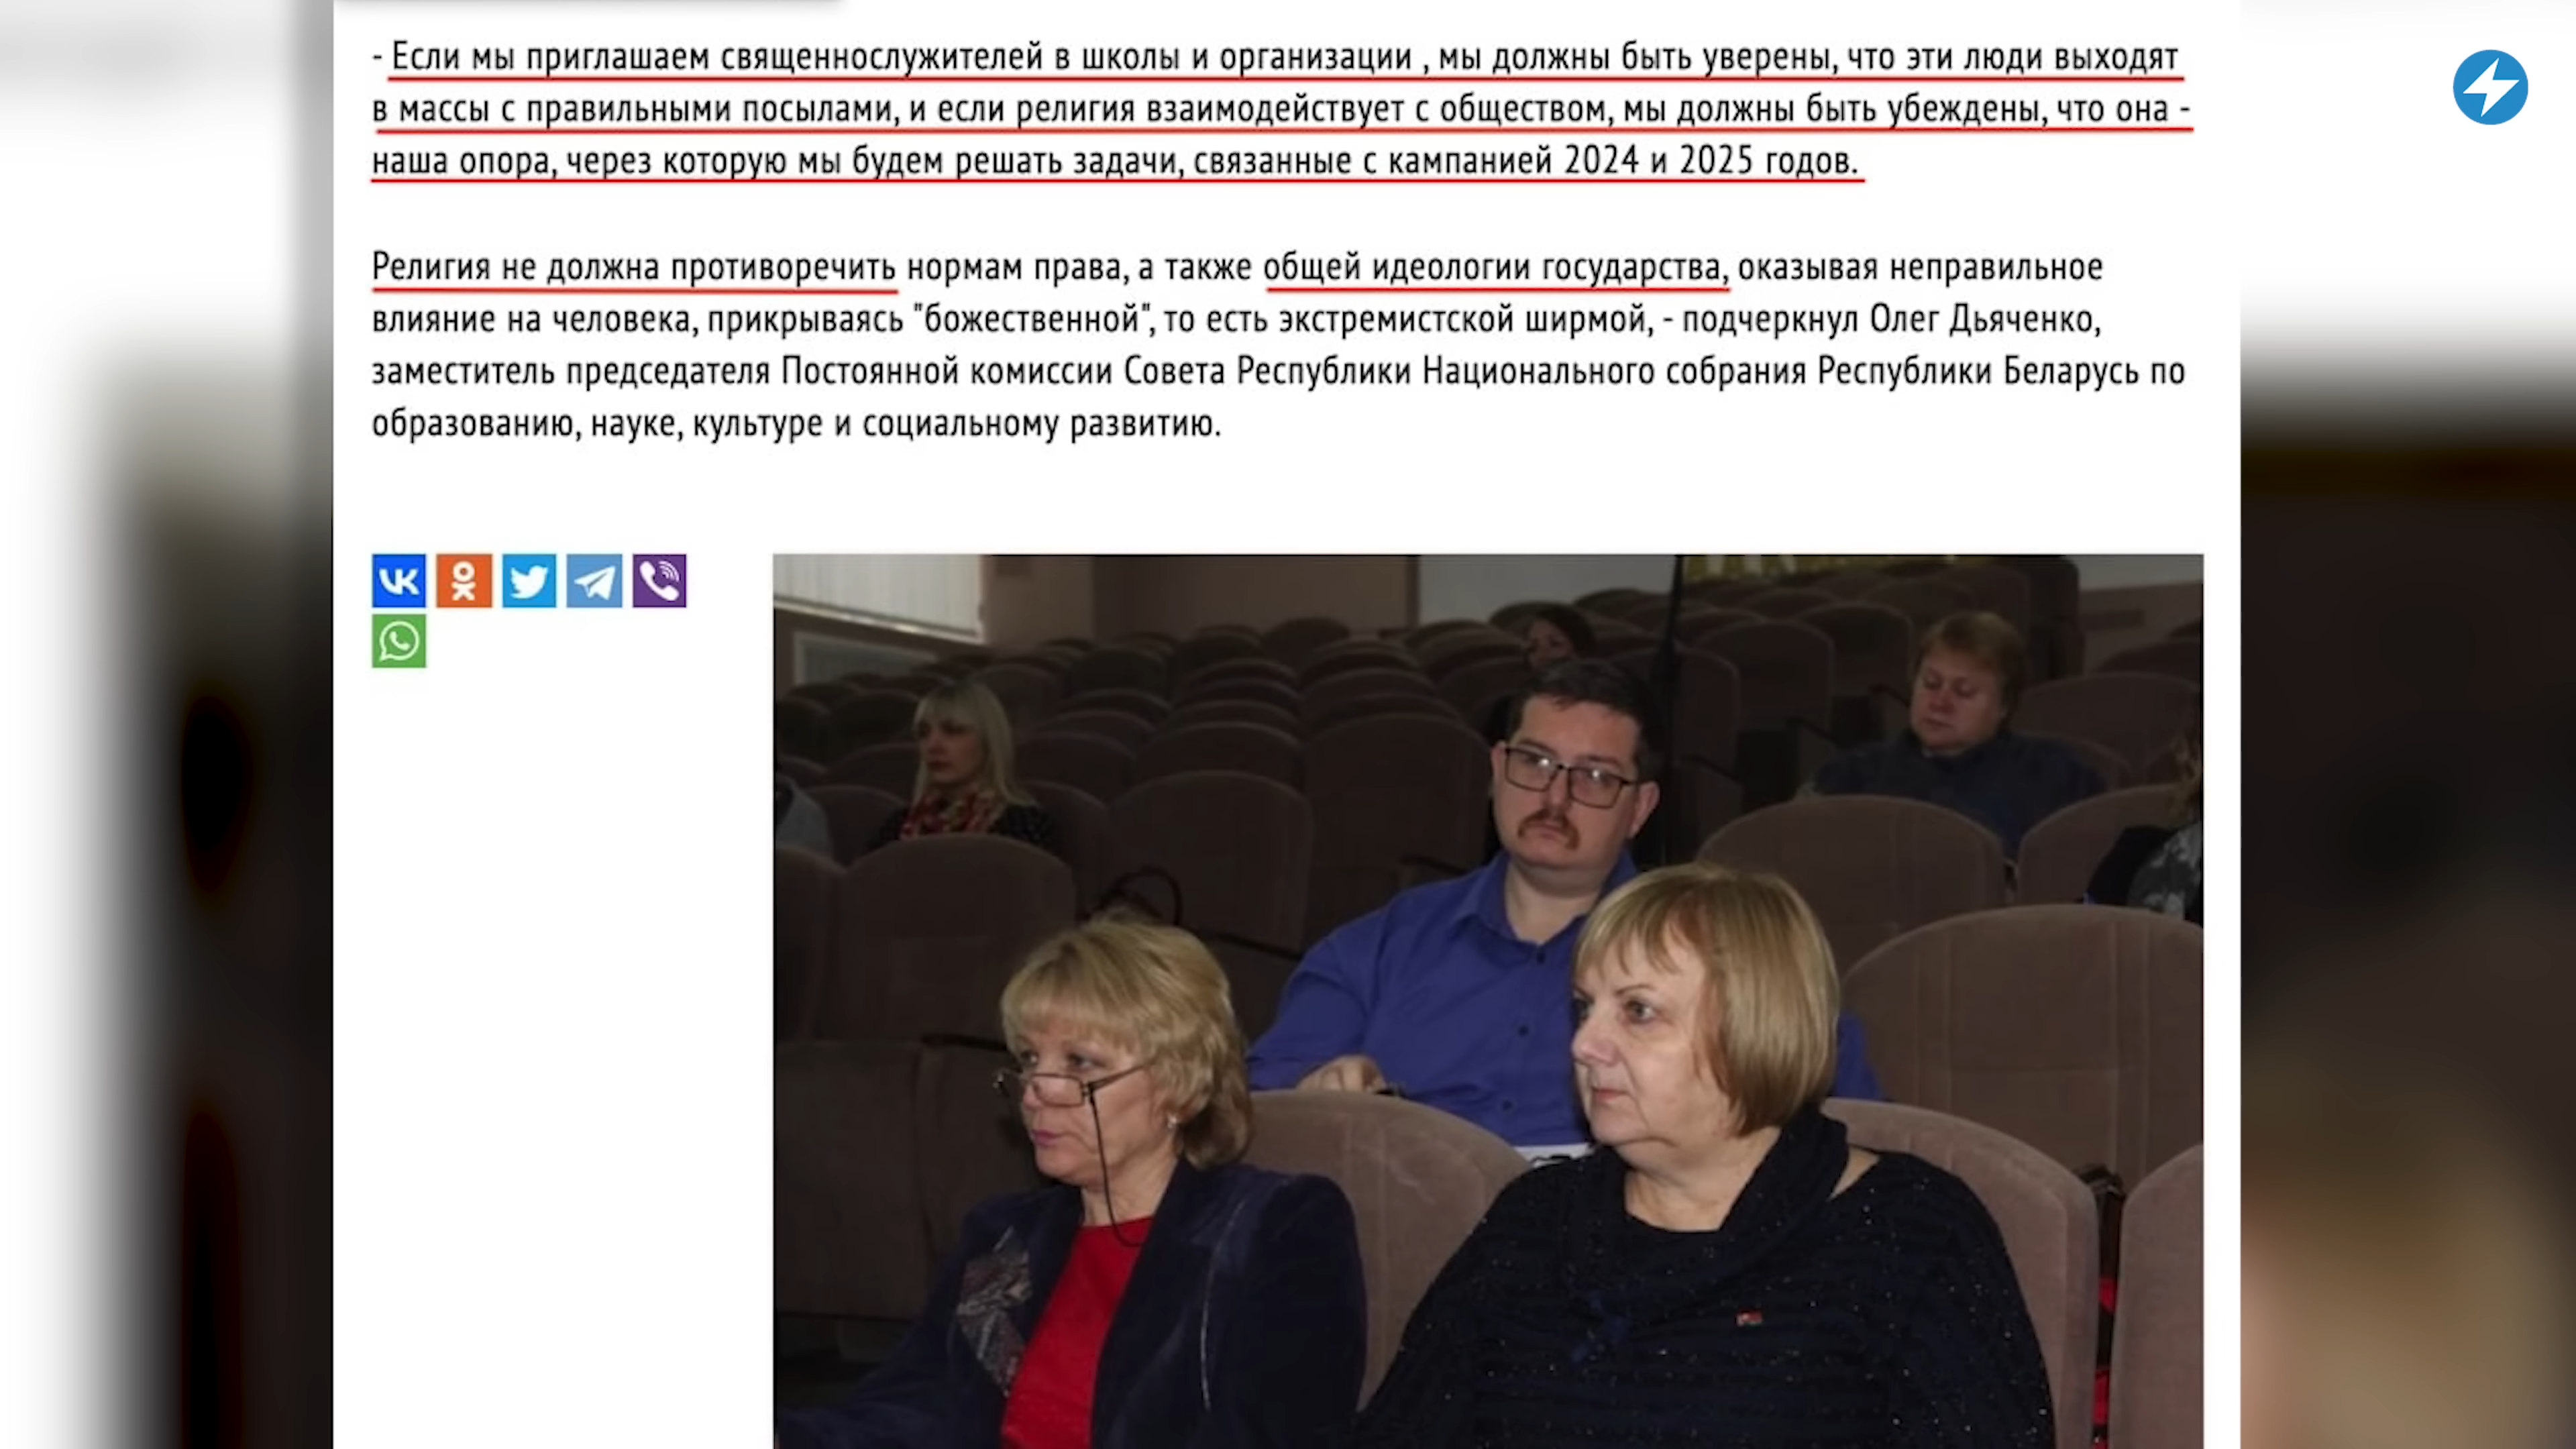 - Если мы приглашаем священнослужителей в школы и организации , мы должны быть уверены, что эти люди выходят
в массы с правильными посылами, и если религия взаимодействует с обществом, мы должны быть убеждены, что она -
наша опора, через которую мы будем решать задачи, связанные с кампанией 2024 и 2025 годов.
Религия не должна противоречить нормам права, а также общей идеологии государства, оказывая неправильное
влияние на человека, прикрываясь "божественной", то есть экстремистской ширмой, - подчеркнул Олег Дьяченко,
заместитель председателя Постоянной комиссии Совета Республики Национального собрания Республики Беларусь по
образованию, науке, культуре и социальному развитию.